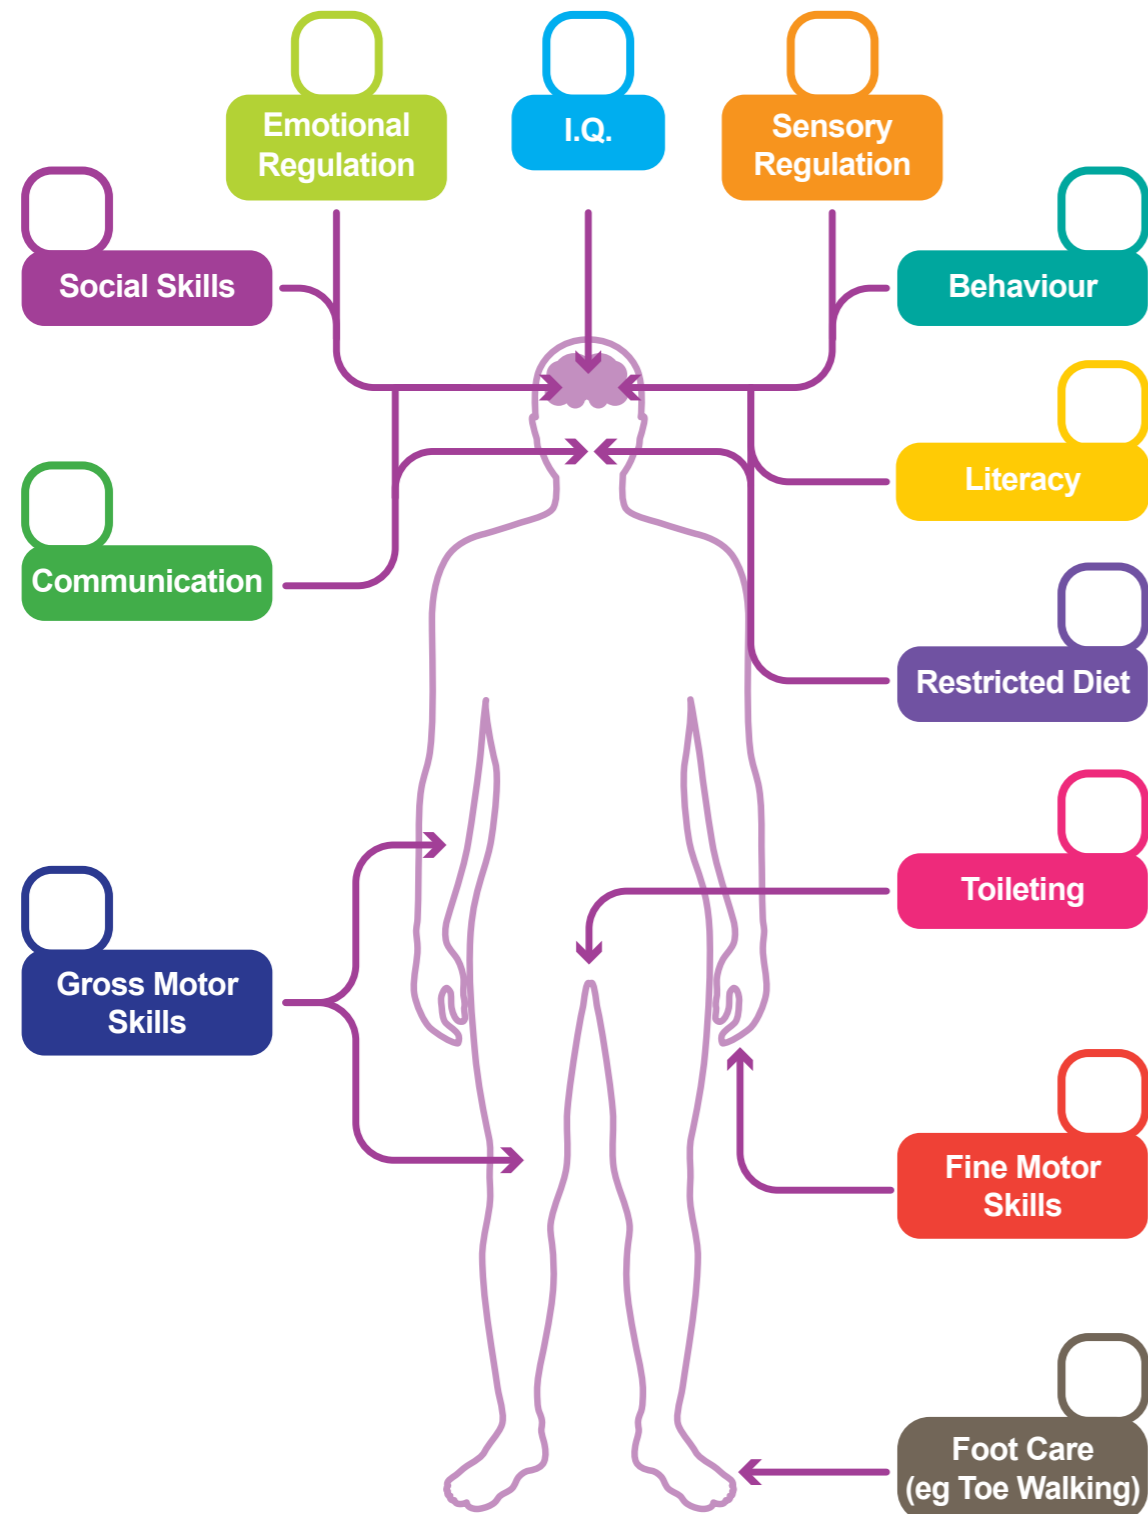 Emotional
Regulation
I.Q.
Sensory
Regulation
Social Skills
Behaviour
Literacy
Communication
Restricted Diet
Toileting
Gross Motor
Skills
Fine Motor
Skills
Foot Care
(eg Toe Walking)